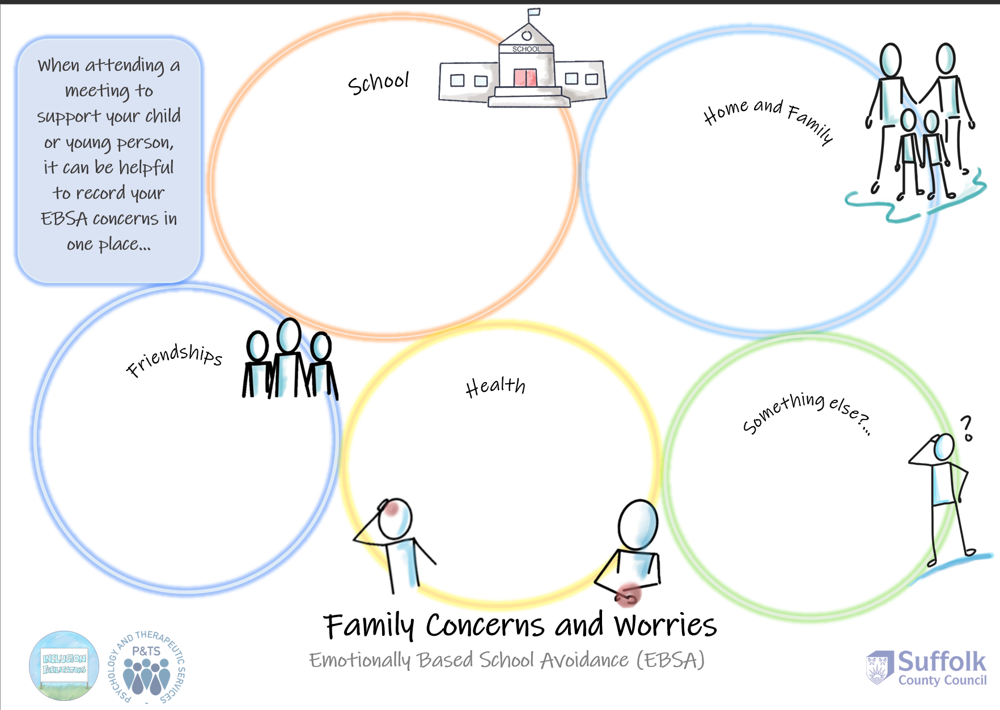 When attending a
meeting to
support your child
or young person,
it can be helpful
to record your
EBSA concerns in
one place...
School
SCHOOL
Home and Family
Friendships
Health
Something else?...
?
Family Concerns and Worries
Emotionally Based School Avoidance (EBSA)
INCLUSION
FACILITATORS
PSYCHOLOGY AND THERAPEUTIC SERVICES
P&TS
Suffolk
County Council